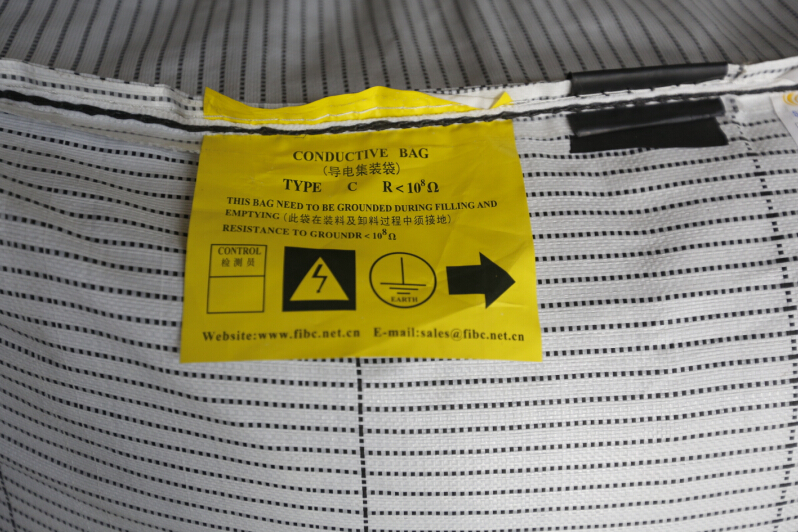 CONDUCTIVE BAG
(导电集装袋)
TYPE C R<10⁸Ω
THIS BAG NEED TO BE GROUNDED DURING FILLING AND
EMPTYING (此袋在装料及卸料过程中须接地)
RESISTANCE TO GROUNDR<10⁸Ω
CONTROL
检测员
EARTH
Website:www.fibc.net.cn E-mail:sales@fibc.net.cn